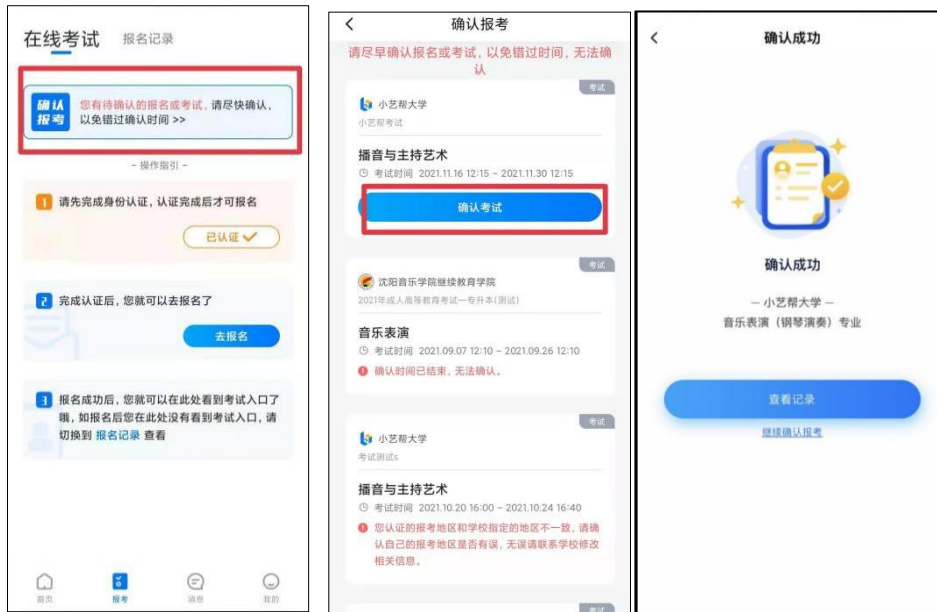 在线考试 报名记录
确认
报考
您有待确认的报名或考试, 请尽快确认,
以免错过确认时间 >>
- 操作指引 -
1 请先完成身份认证, 认证完成后才可报名
已认证
2 完成认证后, 您就可以去报名了
去报名
3 报名成功后, 您就可以在此处看到考试入口了
哦, 如报名后您在此处没有看到考试入口, 请
切换到 报名记录 查看
首页 报考 消息 我的
确认报考
请尽早确认报名或考试, 以免错过时间, 无法确
认
考试
小艺帮大学
小艺帮考试
播音与主持艺术
考试时间 2021.11.16 12:15 - 2021.11.30 12:15
确认考试
考试
沈阳音乐学院继续教育学院
2021年成人高等教育考试一专升本(测试)
音乐表演
考试时间 2021.09.07 12:10 - 2021.09.26 12:10
确认时间已结束, 无法确认。
考试
小艺帮大学
考试测试s
播音与主持艺术
考试时间 2021.10.20 16:00 - 2021.10.24 16:40
您认证的报考地区和学校指定的地区不一致, 请确
认自己的报考地区是否有误, 无误请联系学校修改
相关信息。
考试
确认成功
确认成功
— 小艺帮大学 —
音乐表演（钢琴演奏）专业
查看记录
继续确认报考